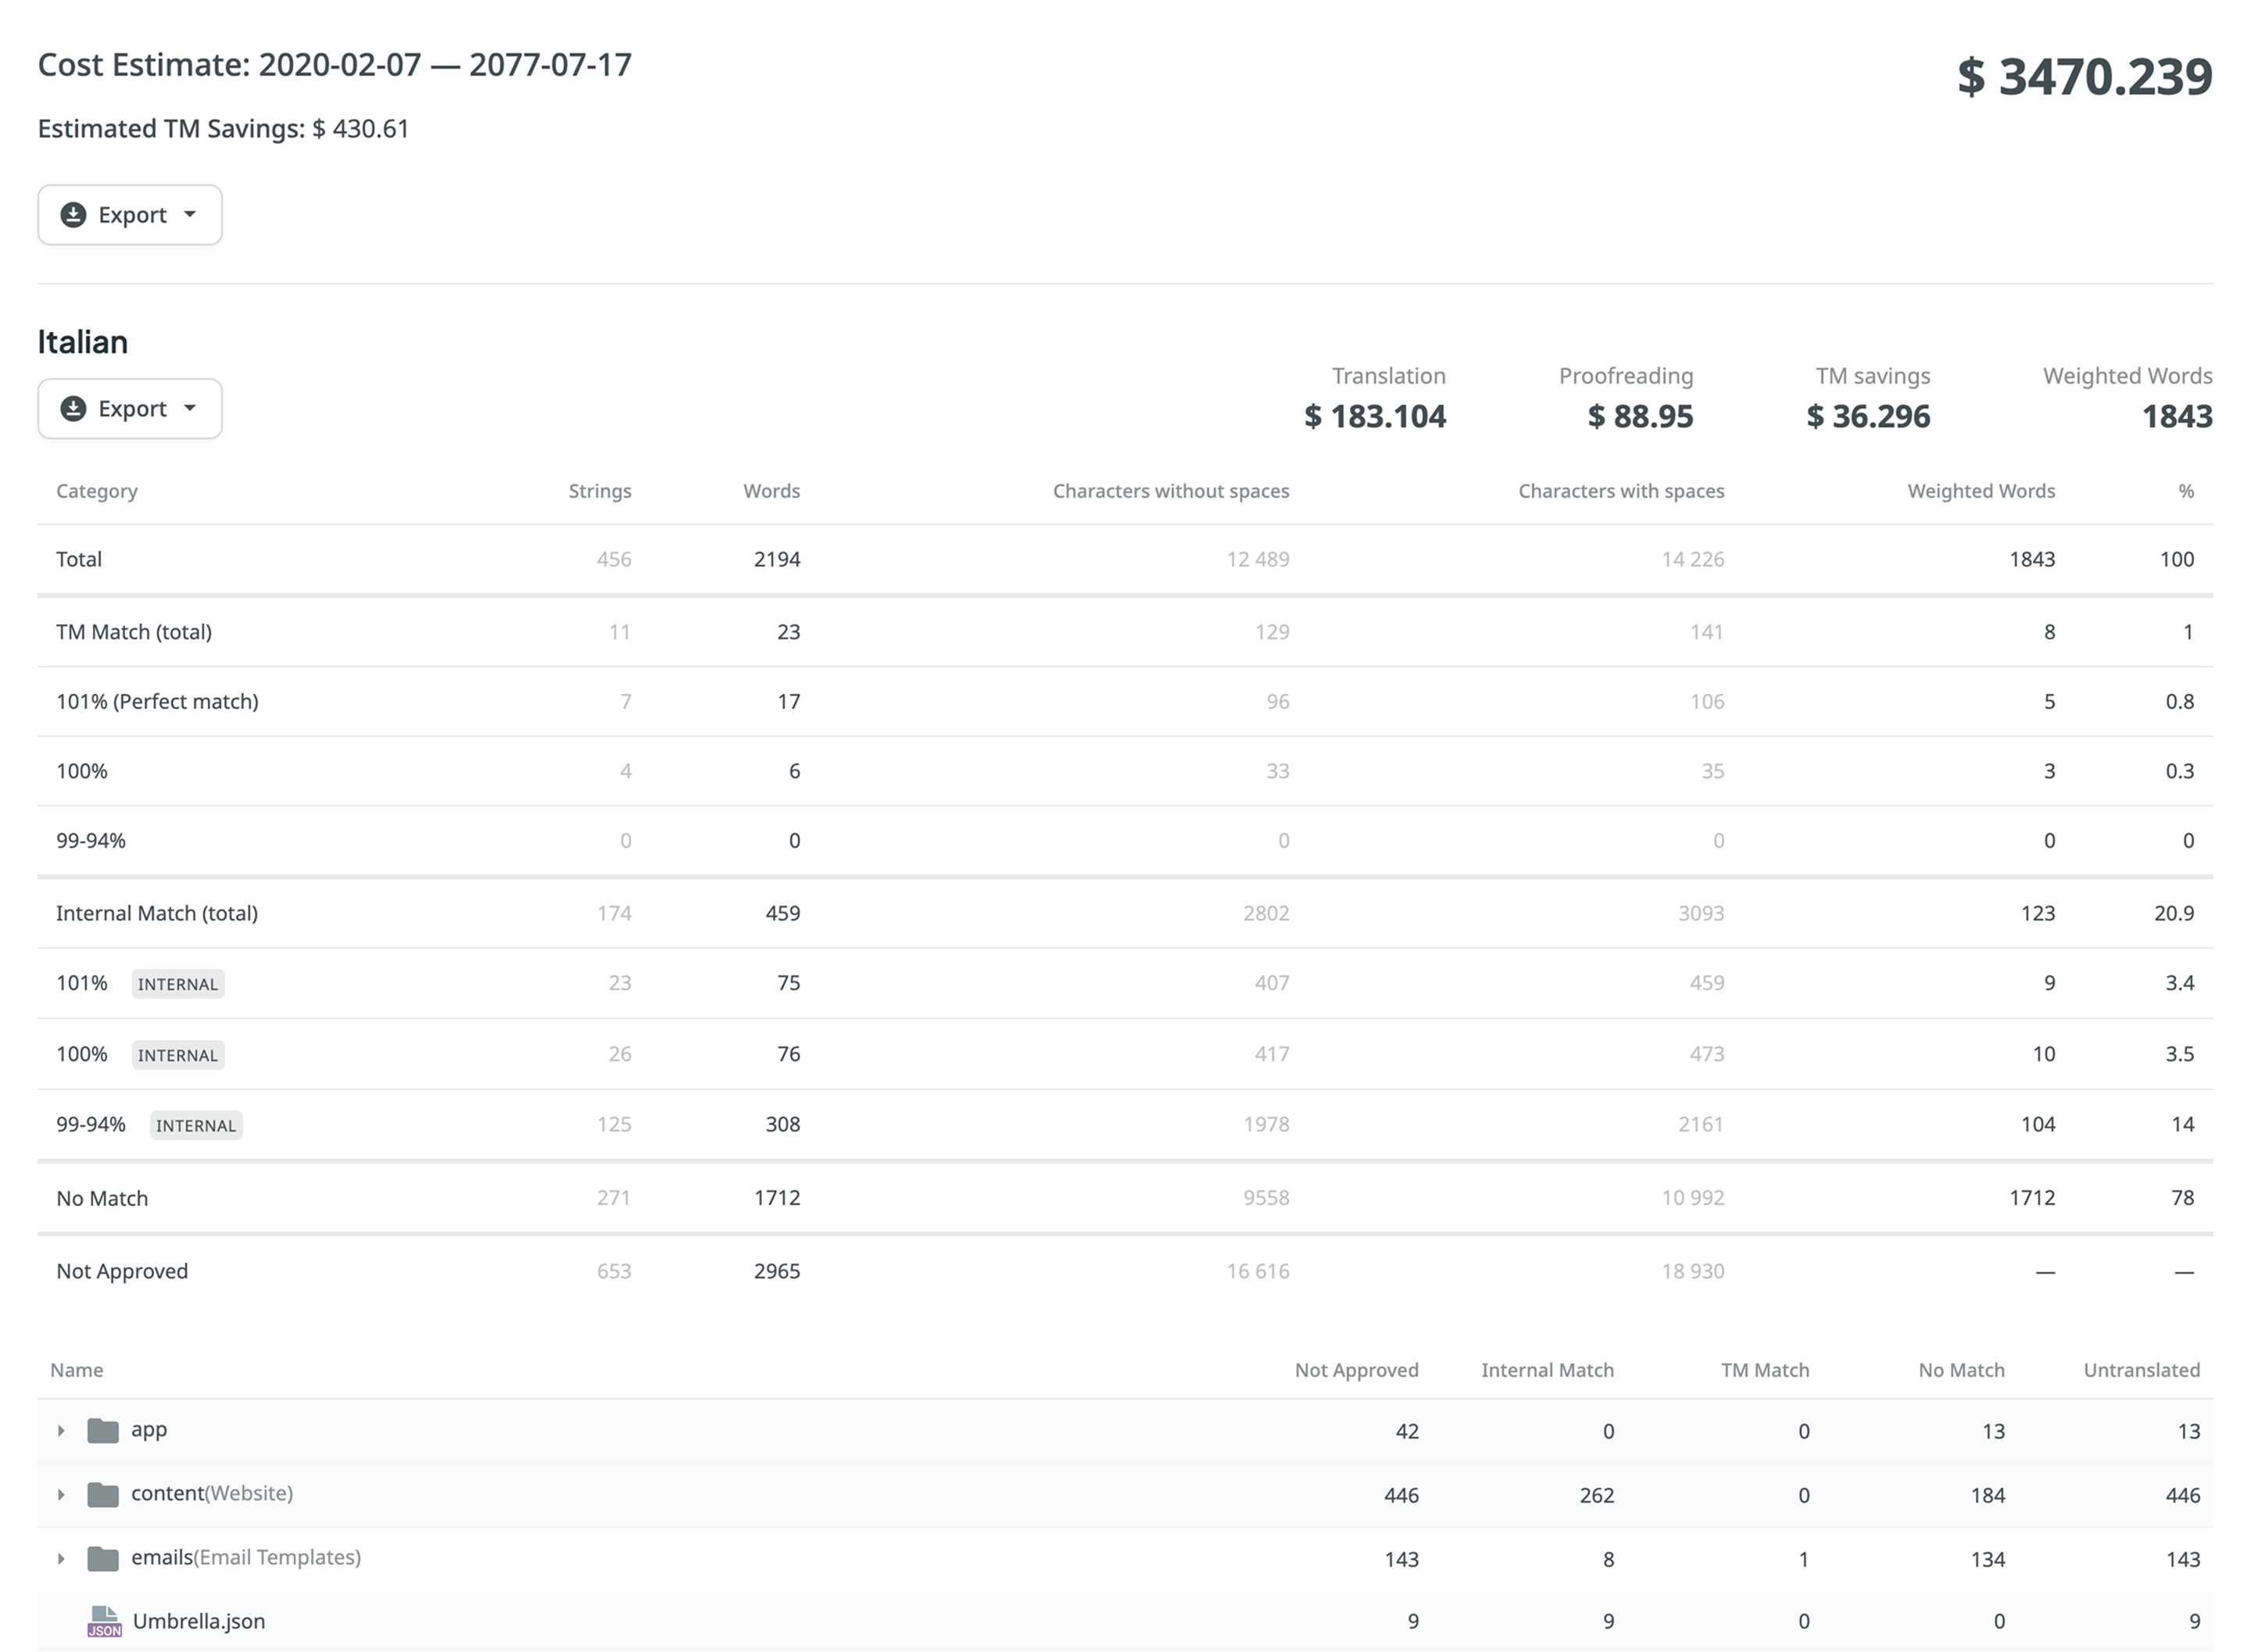 Cost Estimate: 2020-02-07 — 2077-07-17
$ 3470.239
Estimated TM Savings: $ 430.61
Export
Italian
Export
Translation Proofreading TM savings Weighted Words
$ 183.104 $ 88.95 $ 36.296 1843
Category Strings Words Characters without spaces Characters with spaces Weighted Words %
Total 456 2194 12 489 14 226 1843 100
TM Match (total) 11 23 129 141 8 1
101% (Perfect match) 7 17 96 106 5 0.8
100% 4 6 33 35 3 0.3
99-94% 0 0 0 0 0 0
Internal Match (total) 174 459 2802 3093 123 20.9
101% INTERNAL 23 75 407 459 9 3.4
100% INTERNAL 26 76 417 473 10 3.5
99-94% INTERNAL 125 308 1978 2161 104 14
No Match 271 1712 9558 10 992 1712 78
Not Approved 653 2965 16 616 18 930 — —
Name Not Approved Internal Match TM Match No Match Untranslated
app 42 0 0 13 13
content(Website) 446 262 0 184 446
emails(Email Templates) 143 8 1 134 143
JSON Umbrella.json 9 9 0 0 9